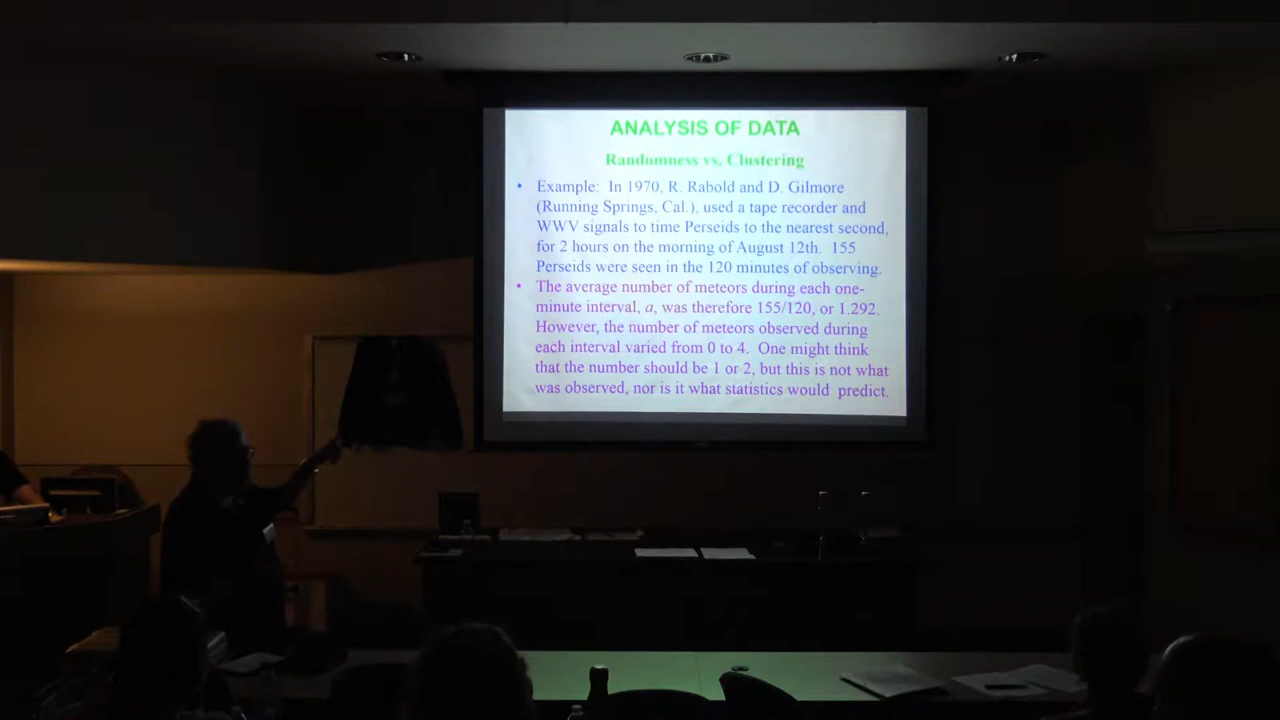 ANALYSIS OF DATA
Randomness vs. Clustering
• Example: In 1970, R. Rabold and D. Gilmore
(Running Springs, Cal.), used a tape recorder and
WWV signals to time Perseids to the nearest second,
for 2 hours on the morning of August 12th. 155
Perseids were seen in the 120 minutes of observing.
• The average number of meteors during each one-
minute interval, a, was therefore 155/120, or 1.292.
However, the number of meteors observed during
each interval varied from 0 to 4. One might think
that the number should be 1 or 2, but this is not what
was observed, nor is it what statistics would predict.